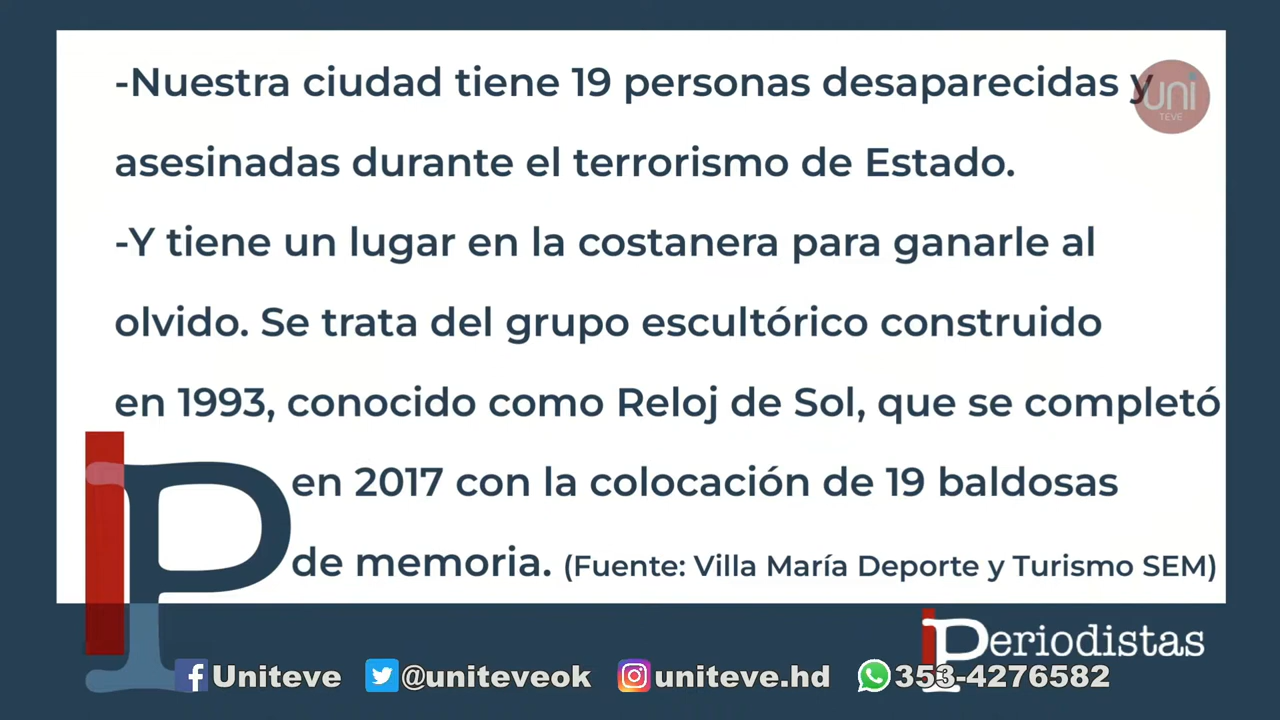 -Nuestra ciudad tiene 19 personas desaparecidas y
uni
TEVE
asesinadas durante el terrorismo de Estado.
-Y tiene un lugar en la costanera para ganarle al
olvido. Se trata del grupo escultórico construido
en 1993, conocido como Reloj de Sol, que se completó
en 2017 con la colocación de 19 baldosas
de memoria. (Fuente: Villa María Deporte y Turismo SEM)
P
Periodistas
Uniteve @uniteveok uniteve.hd 353-4276582